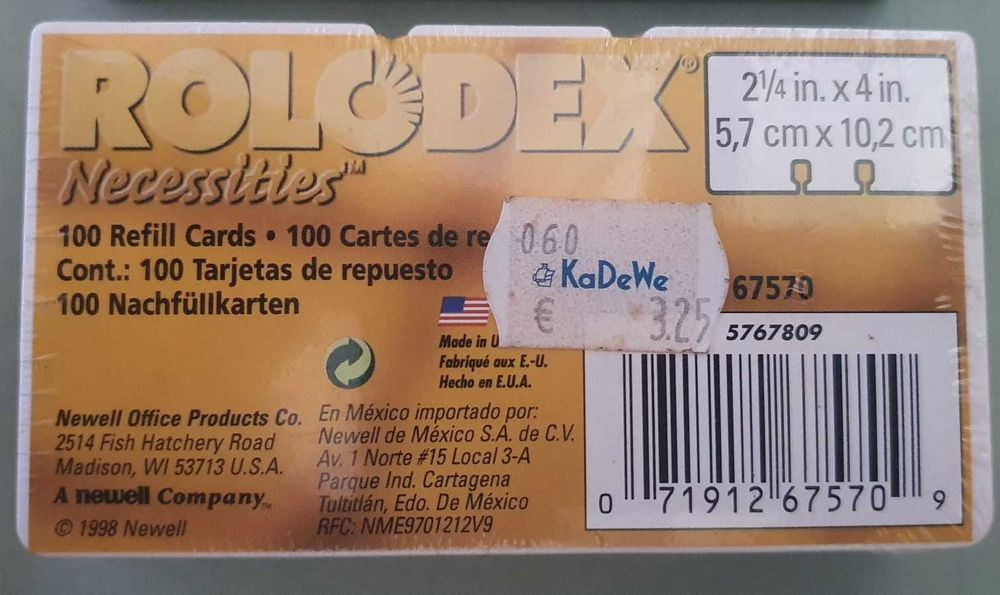 ROLODEX®
Necessities™
2¼ in. x 4 in.
5,7 cm x 10,2 cm
100 Refill Cards • 100 Cartes de re
Cont.: 100 Tarjetas de repuesto
100 Nachfüllkarten
060
KaDeWe
€ 3.25
67570
Made in U
Fabriqué aux E.-U.
Hecho en E.U.A.
5767809
0 71912 67570 9
Newell Office Products Co.
2514 Fish Hatchery Road
Madison, WI 53713 U.S.A.
A newell Company™
© 1998 Newell
En México importado por:
Newell de México S.A. de C.V.
Av. 1 Norte #15 Local 3-A
Parque Ind. Cartagena
Tultitlán, Edo. De México
RFC: NME9701212V9